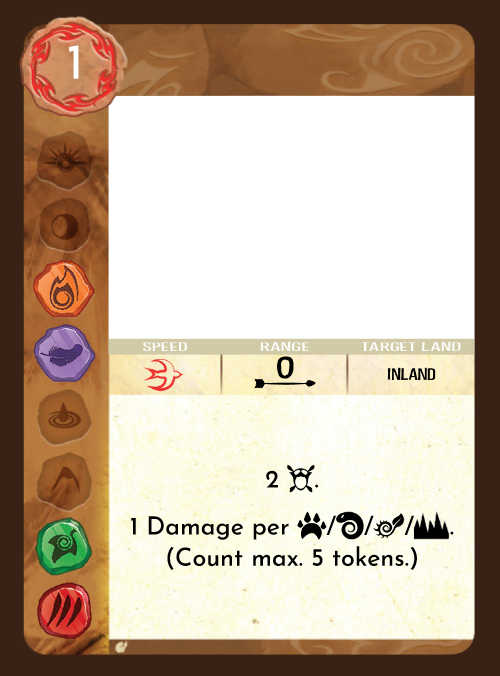 1
SPEED RANGE TARGET LAND
0 INLAND
2 .
1 Damage per / / / .
(Count max. 5 tokens.)